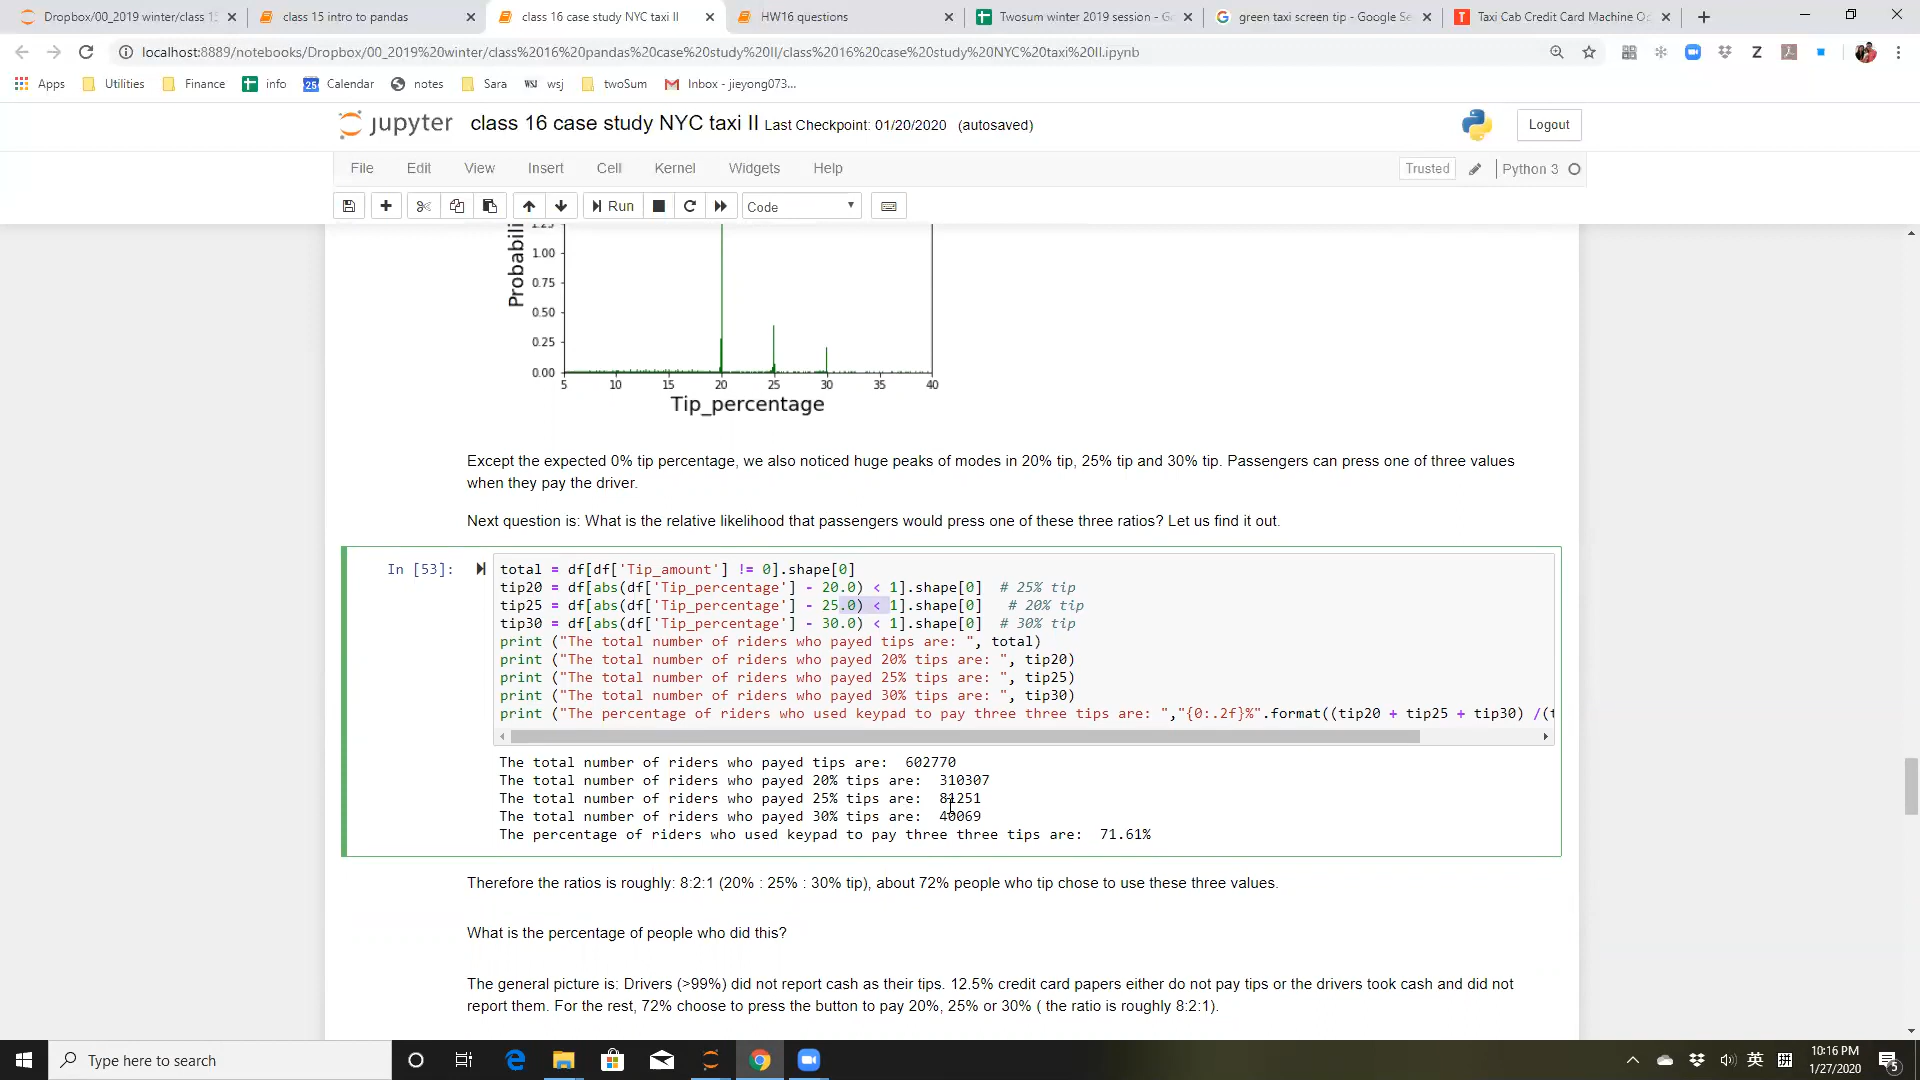 Dropbox/00_2019 winter/class 15
class 15 intro to pandas
class 16 case study NYC taxi II
HW16 questions
Twosum winter 2019 session - G
green taxi screen tip - Google Se
Taxi Cab Credit Card Machine O
localhost:8889/notebooks/Dropbox/00_2019%20winter/class%2016%20pandas%20case%20study%20II/class%2016%20case%20study%20NYC%20taxi%20II.ipynb
Apps Utilities Finance info Calendar notes Sara wsj twoSum Inbox - jieyong073...
jupyter class 16 case study NYC taxi II Last Checkpoint: 01/20/2020 (autosaved)
Logout
File Edit View Insert Cell Kernel Widgets Help
Trusted Python 3
Run Code
Probabili
1.25
1.00
0.75
0.50
0.25
0.00
5 10 15 20 25 30 35 40
Tip_percentage
Except the expected 0% tip percentage, we also noticed huge peaks of modes in 20% tip, 25% tip and 30% tip. Passengers can press one of three values
when they pay the driver.
Next question is: What is the relative likelihood that passengers would press one of these three ratios? Let us find it out.
In [53]:
total = df[df['Tip_amount'] != 0].shape[0]
tip20 = df[abs(df['Tip_percentage'] - 20.0) < 1].shape[0]  # 25% tip
tip25 = df[abs(df['Tip_percentage'] - 25.0) < 1].shape[0]   # 20% tip
tip30 = df[abs(df['Tip_percentage'] - 30.0) < 1].shape[0]  # 30% tip
print ("The total number of riders who payed tips are: ", total)
print ("The total number of riders who payed 20% tips are: ", tip20)
print ("The total number of riders who payed 25% tips are: ", tip25)
print ("The total number of riders who payed 30% tips are: ", tip30)
print ("The percentage of riders who used keypad to pay three three tips are: ","{0:.2f}%".format((tip20 + tip25 + tip30) /(t
The total number of riders who payed tips are:  602770
The total number of riders who payed 20% tips are:  310307
The total number of riders who payed 25% tips are:  81251
The total number of riders who payed 30% tips are:  40069
The percentage of riders who used keypad to pay three three tips are:  71.61%
Therefore the ratios is roughly: 8:2:1 (20% : 25% : 30% tip), about 72% people who tip chose to use these three values.
What is the percentage of people who did this?
The general picture is: Drivers (>99%) did not report cash as their tips. 12.5% credit card papers either do not pay tips or the drivers took cash and did not
report them. For the rest, 72% choose to press the button to pay 20%, 25% or 30% ( the ratio is roughly 8:2:1).
Type here to search
英
拼
10:16 PM
1/27/2020
5